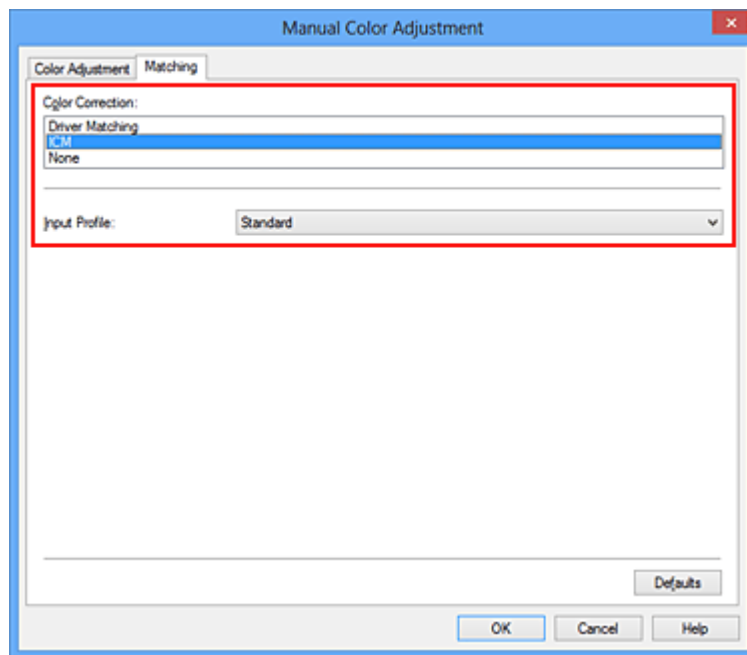 Manual Color Adjustment
Color Adjustment Matching
Color Correction:
Driver Matching
ICM
None
Input Profile: Standard
Defaults
OK Cancel Help